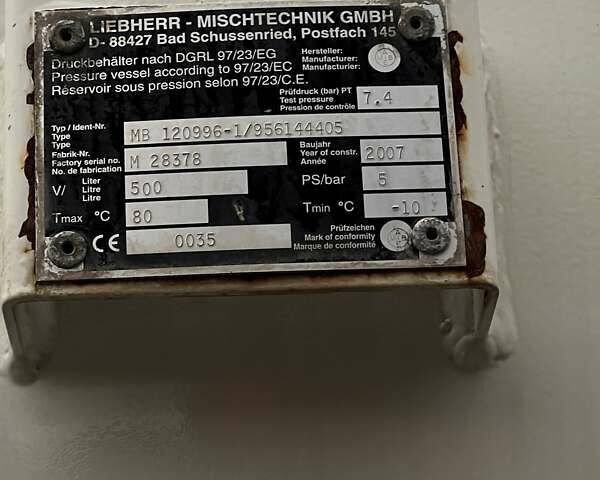 LIEBHERR - MISCHTECHNIK GMBH
D- 88427 Bad Schussenried, Postfach 145
Druckbehälter nach DGRL 97/23/EG
Pressure vessel according to 97/23/EC
Réservoir sous pression selon 97/23/C.E.
Hersteller:
Manufacturer:
Manufacturier:
Prüfdruck (bar) PT
Test pressure
Pression de contrôle
7.4
Typ / Ident-Nr.
Type
Type
MB 120996-1/956144405
Fabrik-Nr.
Factory serial no.
No. de fabrication
M 28378
Baujahr
Year of constr.
Année
2007
V/ Liter
Litre
Litre
500
PS/bar 5
Tmax °C 80
Tmin °C -10
CE 0035
Prüfzeichen
Mark of conformity
Marque de conformité